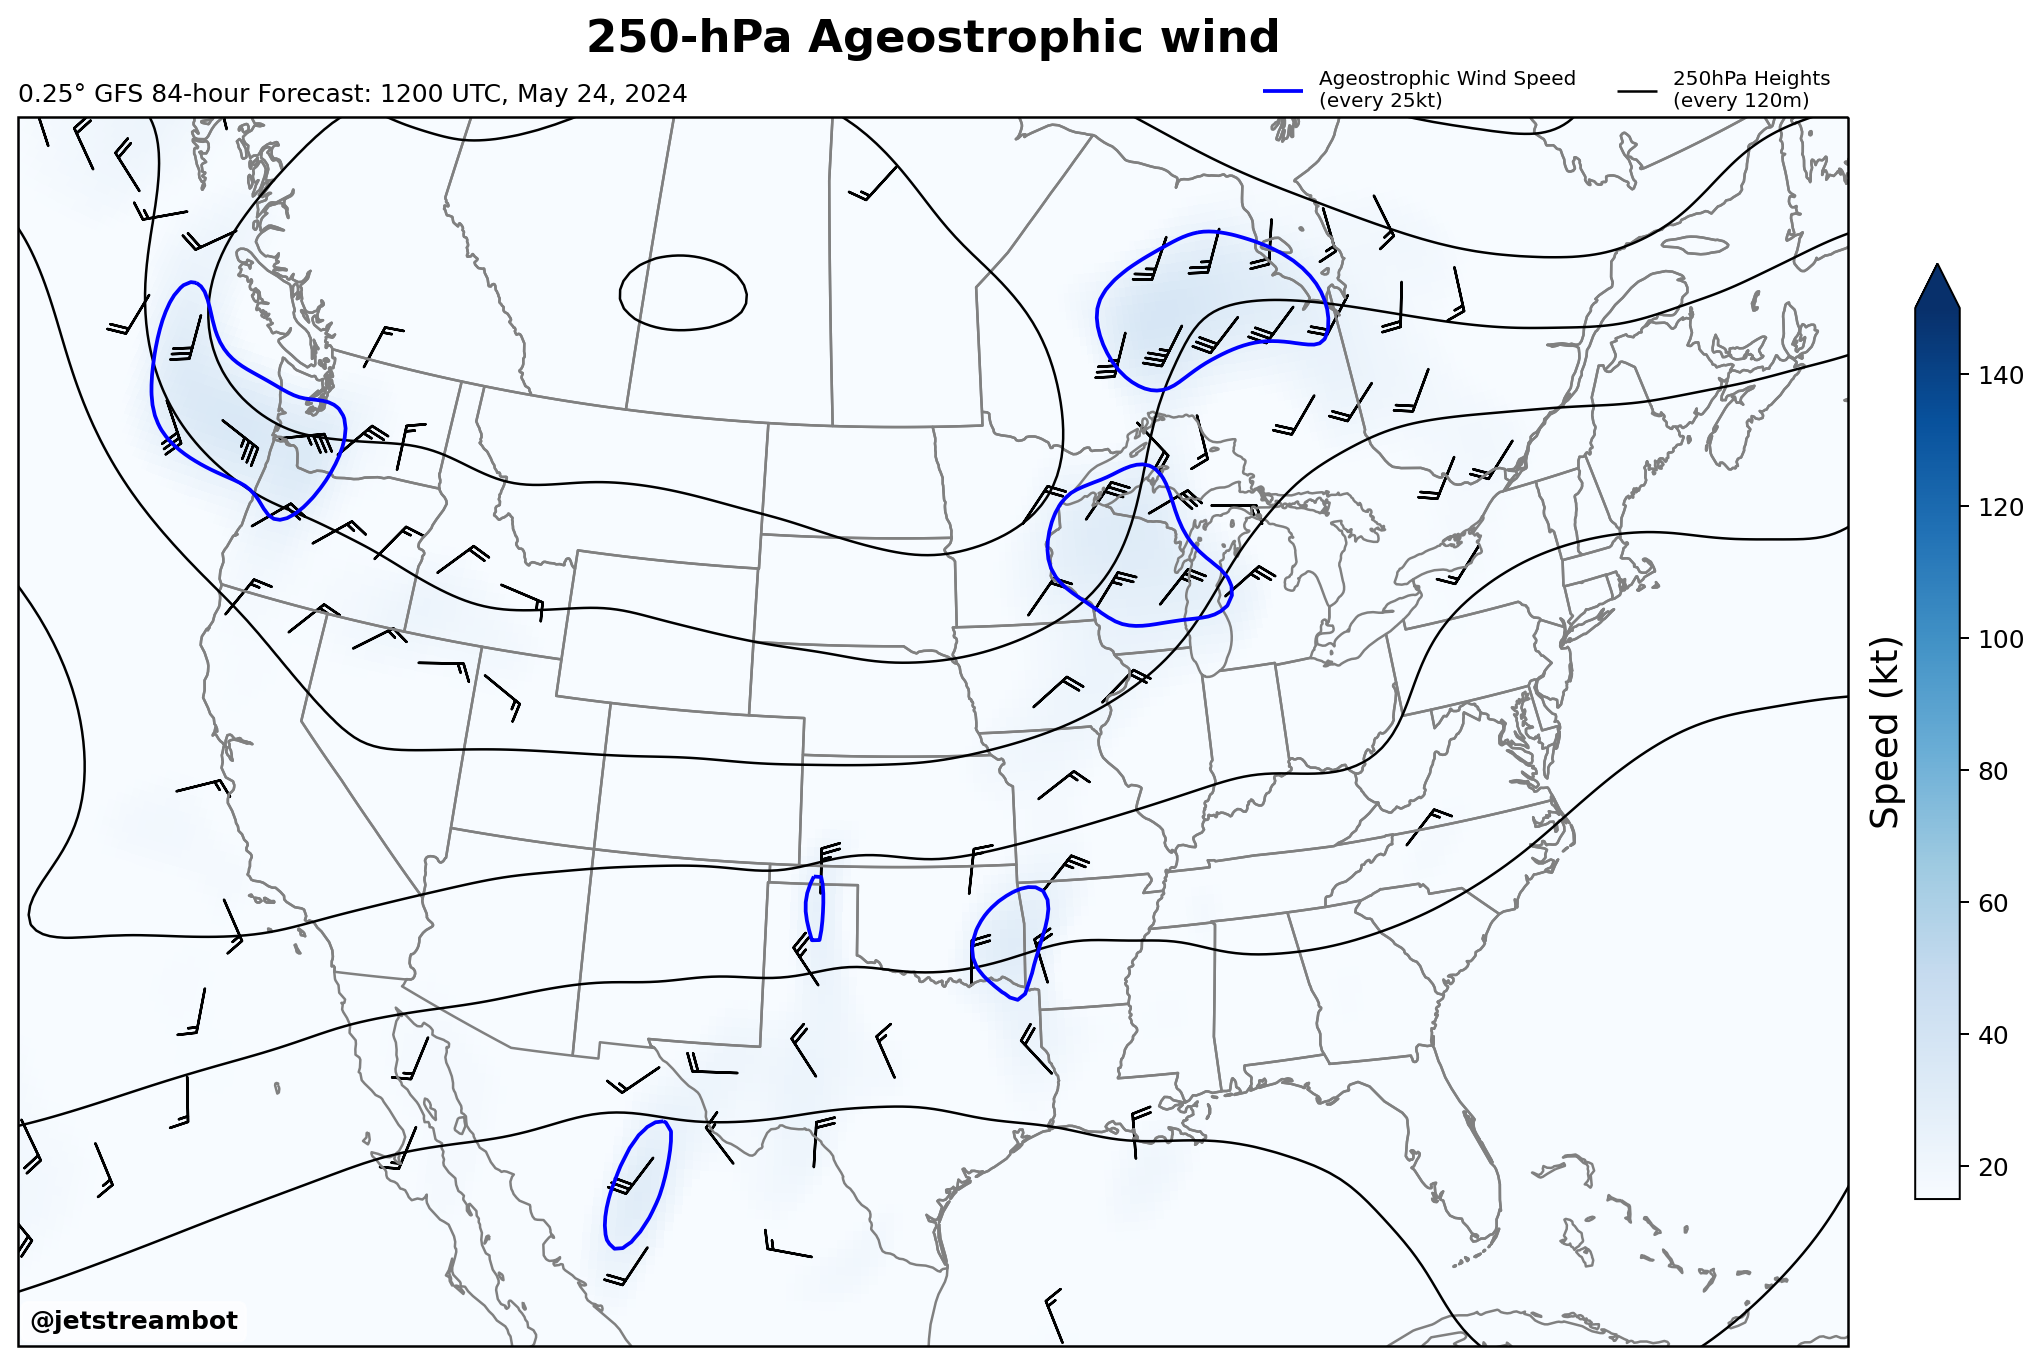 250-hPa Ageostrophic wind
0.25° GFS 84-hour Forecast: 1200 UTC, May 24, 2024
Ageostrophic Wind Speed
(every 25kt)
250hPa Heights
(every 120m)
140
120
100
80
60
40
20
Speed (kt)
@jetstreambot